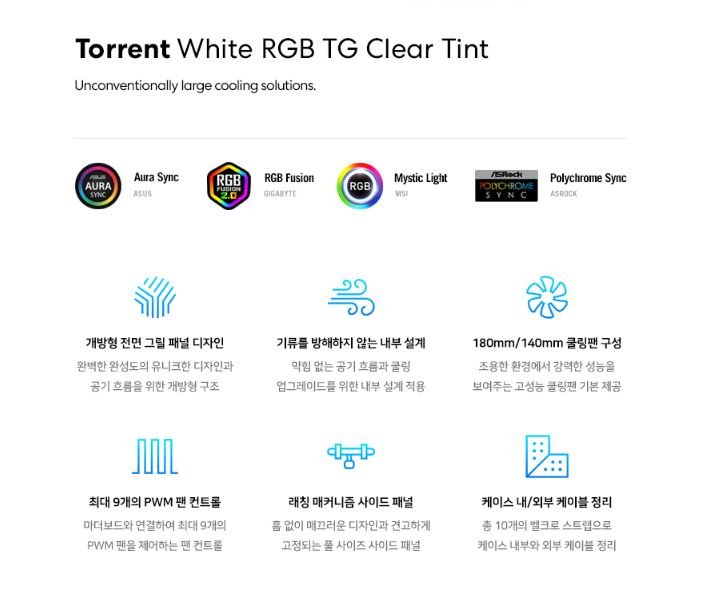 Torrent White RGB TG Clear Tint
Unconventionally large cooling solutions.
ASUS
AURA
SYNC
Aura Sync
ASUS
RGB
FUSION
2.0
RGB Fusion
GIGABYTE
RGB
Mystic Light
MSI
ASRock
POLYCHROME
SYNC
Polychrome Sync
ASROCK
개방형 전면 그릴 패널 디자인
완벽한 완성도의 유니크한 디자인과
공기 흐름을 위한 개방형 구조
기류를 방해하지 않는 내부 설계
막힘 없는 공기 흐름과 쿨링
업그레이드를 위한 내부 설계 적용
180mm/140mm 쿨링팬 구성
조용한 환경에서 강력한 성능을
보여주는 고성능 쿨링팬 기본 제공
최대 9개의 PWM 팬 컨트롤
마더보드와 연결하여 최대 9개의
PWM 팬을 제어하는 팬 컨트롤
래칭 매커니즘 사이드 패널
흠 없이 매끄러운 디자인과 견고하게
고정되는 풀 사이즈 사이드 패널
케이스 내/외부 케이블 정리
총 10개의 벨크로 스트랩으로
케이스 내부와 외부 케이블 정리